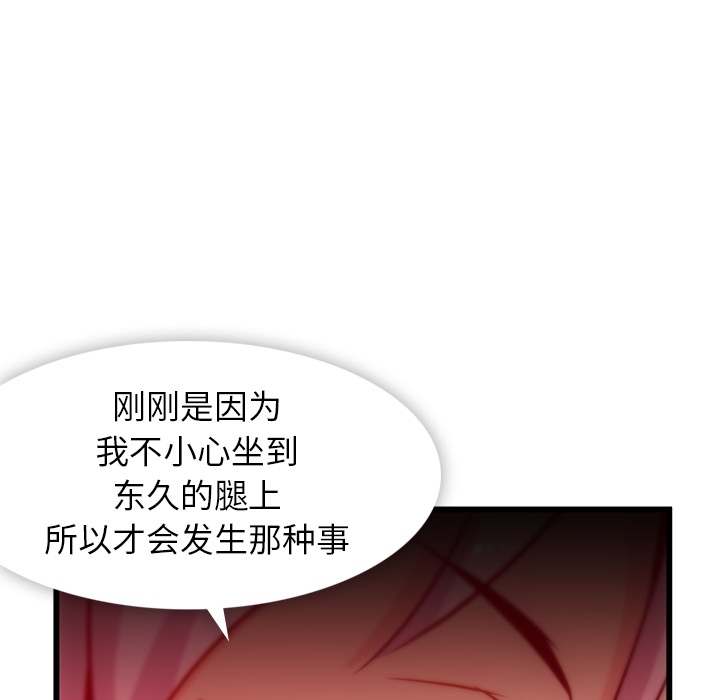 刚刚是因为
我不小心坐到
东久的腿上
所以才会发生那种事